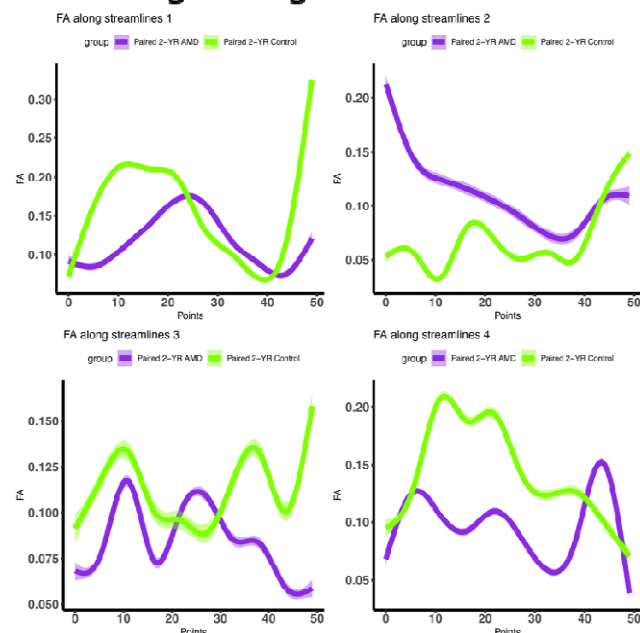 FA along streamlines 1
group Paired 2-YR AMD Paired 2-YR Control
0.30
0.25
0.20
0.15
0.10
FA
0 10 20 30 40 50
Points
FA along streamlines 2
group Paired 2-YR AMD Paired 2-YR Control
0.20
0.15
0.10
0.05
FA
0 10 20 30 40 50
Points
FA along streamlines 3
group Paired 2-YR AMD Paired 2-YR Control
0.150
0.125
0.100
0.075
0.050
FA
0 10 20 30 40 50
Points
FA along streamlines 4
group Paired 2-YR AMD Paired 2-YR Control
0.20
0.15
0.10
0.05
FA
0 10 20 30 40 50
Points